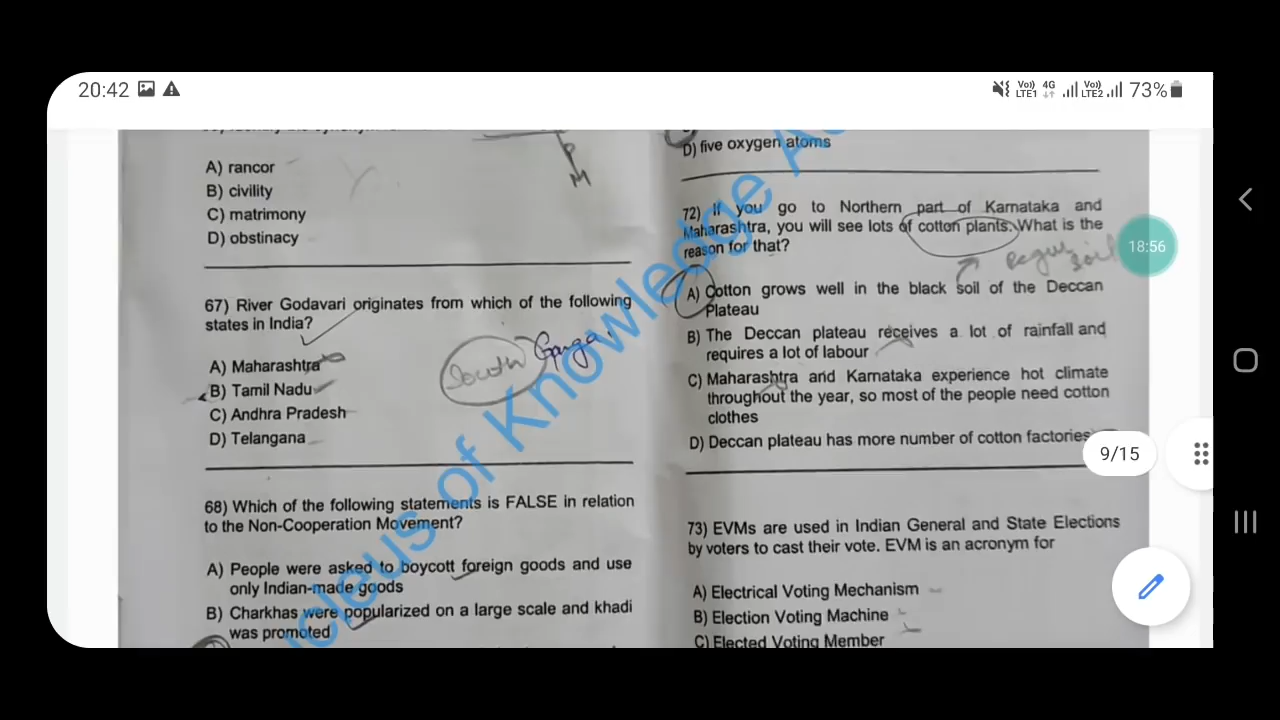 20:42
Vo)) LTE1 4G Vo)) LTE2 73%
A) rancor
B) civility
C) matrimony
D) obstinacy
67) River Godavari originates from which of the following
states in India?
A) Maharashtra
B) Tamil Nadu
C) Andhra Pradesh
D) Telangana
South Ganga
68) Which of the following statements is FALSE in relation
to the Non-Cooperation Movement?
A) People were asked to boycott foreign goods and use
only Indian-made goods
B) Charkhas were popularized on a large scale and khadi
was promoted
P
M
D) five oxygen atoms
72) If you go to Northern part of Karnataka and
Maharashtra, you will see lots of cotton plants. What is the
reason for that?
Regur soil
A) Cotton grows well in the black soil of the Deccan
Plateau
B) The Deccan plateau receives a lot of rainfall and
requires a lot of labour
C) Maharashtra and Karnataka experience hot climate
throughout the year, so most of the people need cotton
clothes
D) Deccan plateau has more number of cotton factories
73) EVMs are used in Indian General and State Elections
by voters to cast their vote. EVM is an acronym for
A) Electrical Voting Mechanism
B) Election Voting Machine
C) Elected Voting Member
of Knowledge
18:56
9/15